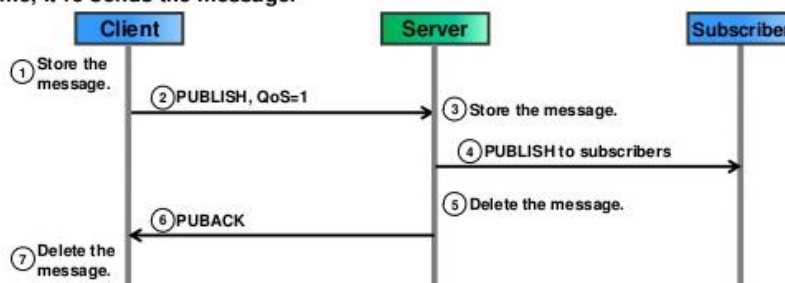 Client
Server
Subscriber
1 Store the
message.
2 PUBLISH, QoS=1
3 Store the message.
4 PUBLISH to subscribers
5 Delete the message.
6 PUBACK
7 Delete the
message.